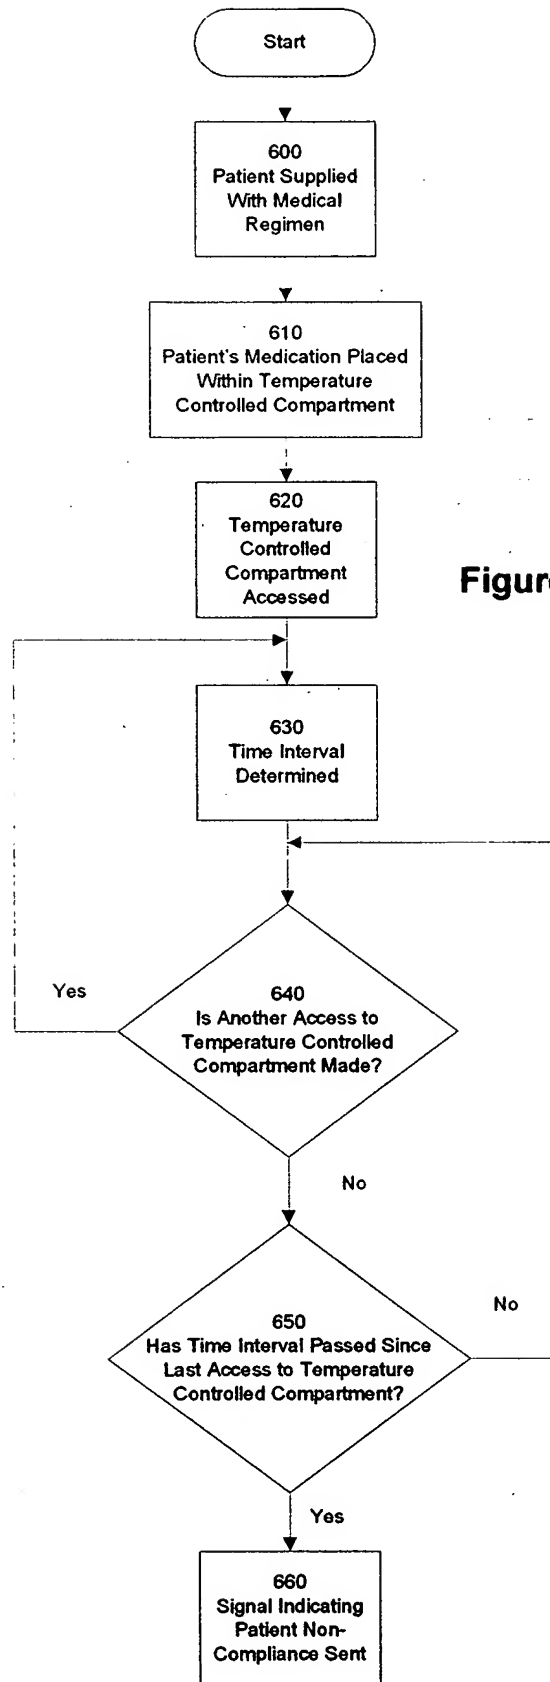 Start
600
Patient Supplied
With Medical
Regimen
610
Patient's Medication Placed
Within Temperature
Controlled Compartment
620
Temperature
Controlled
Compartment
Accessed
Figure
630
Time Interval
Determined
Yes
640
Is Another Access to
Temperature Controlled
Compartment Made?
No
No
650
Has Time Interval Passed Since
Last Access to Temperature
Controlled Compartment?
Yes
660
Signal Indicating
Patient Non-
Compliance Sent